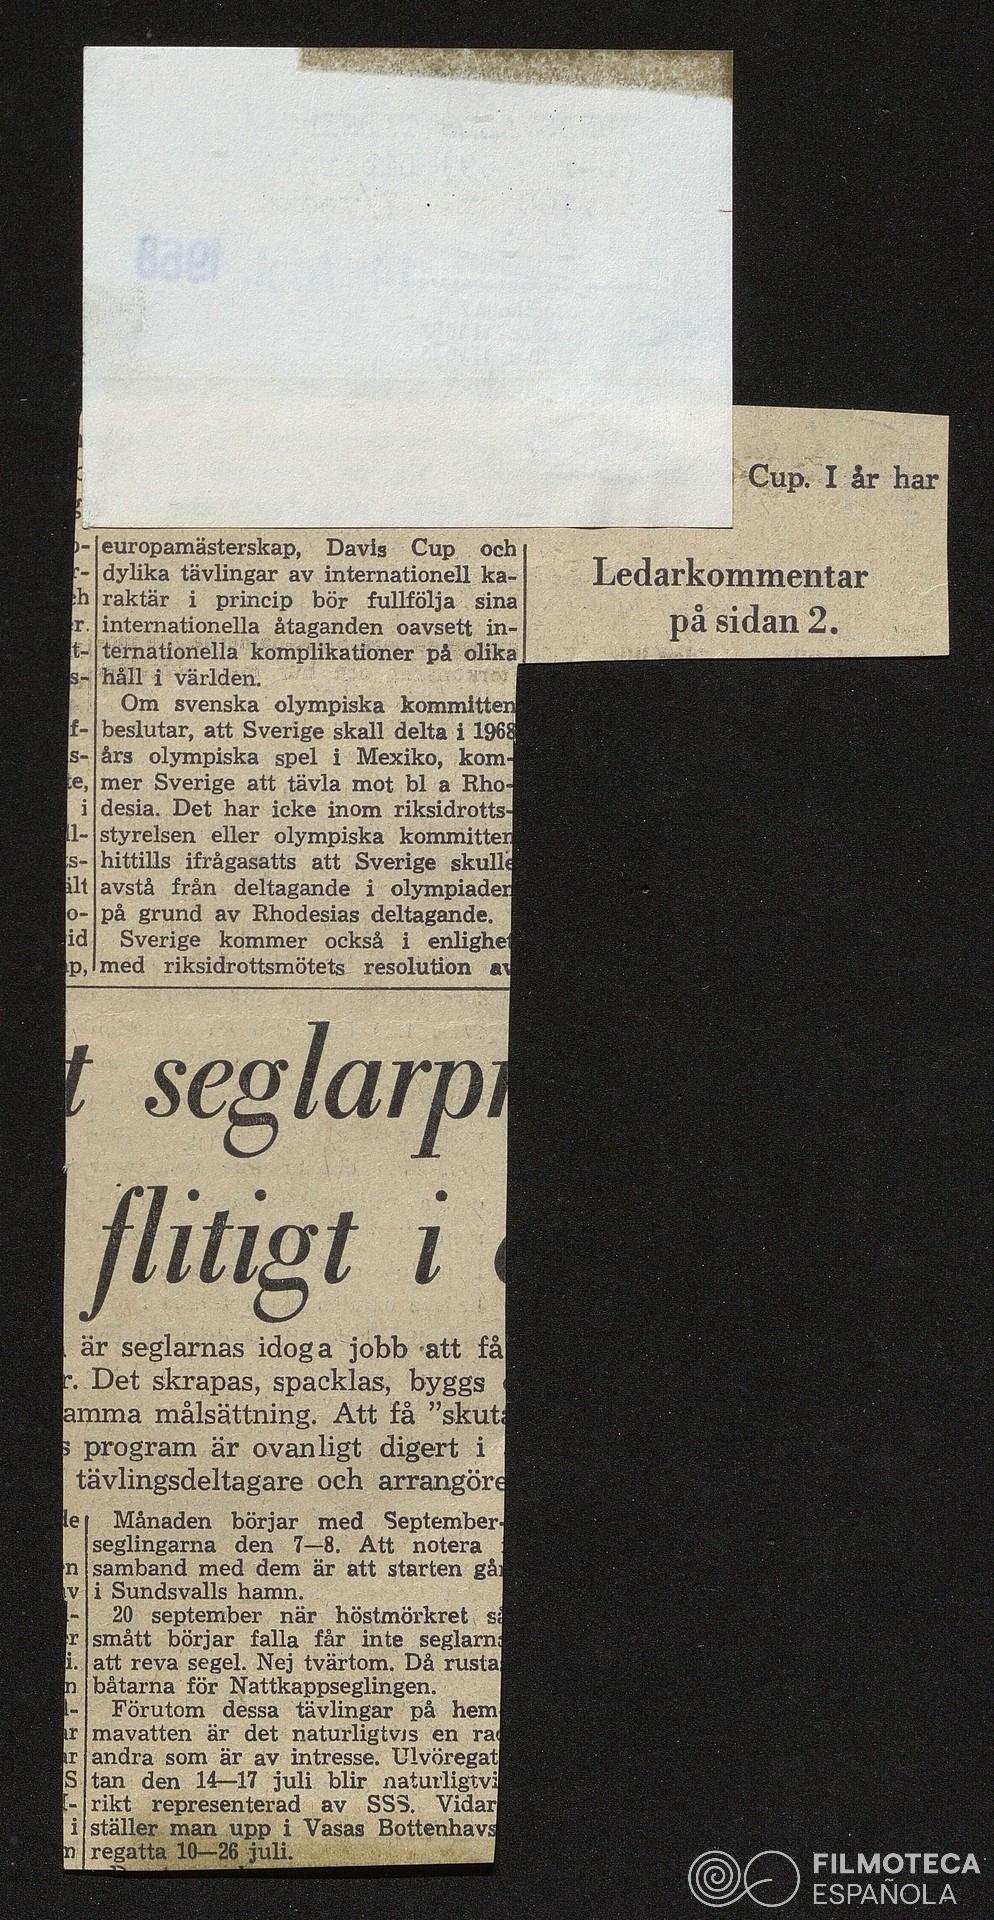 Cup. I år har
Ledarkommentar
på sidan 2.
europamästerskap, Davis Cup och
dylika tävlingar av internationell ka-
raktär i princip bör fullfölja sina
internationella åtaganden oavsett in-
ternationella komplikationer på olika
håll i världen.
Om svenska olympiska kommitten
beslutar, att Sverige skall delta i 1968
års olympiska spel i Mexiko, kom-
mer Sverige att tävla mot bl a Rho-
desia. Det har icke inom riksidrotts-
styrelsen eller olympiska kommitten
hittills ifrågasatts att Sverige skulle
avstå från deltagande i olympiaden
på grund av Rhodesias deltagande.
Sverige kommer också i enlighet
med riksidrottsmötets resolution av
t seglarpr
flitigt i
är seglarnas idoga jobb att få
r. Det skrapas, spacklas, byggs
amma målsättning. Att få ”skuta
s program är ovanligt digert i
tävlingsdeltagare och arrangöre
Månaden börjar med September-
seglingarna den 7—8. Att notera i
samband med dem är att starten går
i Sundsvalls hamn.
20 september när höstmörkret så
smått börjar falla får inte seglarna
att reva segel. Nej tvärtom. Då rusta
båtarna för Nattkappseglingen.
Förutom dessa tävlingar på hem-
mavatten är det naturligtvis en rad
andra som är av intresse. Ulvöregat-
tan den 14—17 juli blir naturligtvi
rikt representerad av SSS. Vidar
ställer man upp i Vasas Bottenhavs-
regatta 10—26 juli.
FILMOTECA
ESPAÑOLA